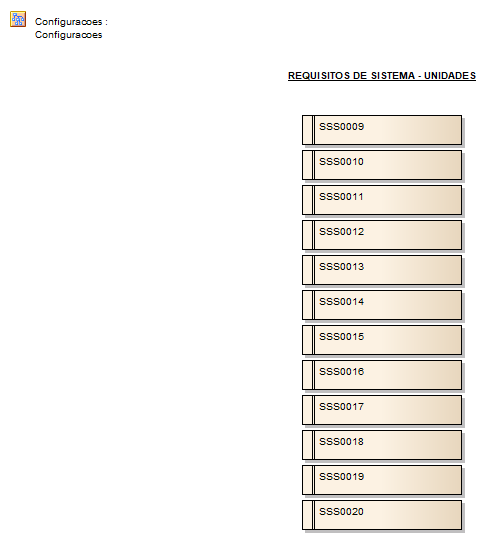 Configuracoes :
Configuracoes
REQUISITOS DE SISTEMA - UNIDADES
SSS0009
SSS0010
SSS0011
SSS0012
SSS0013
SSS0014
SSS0015
SSS0016
SSS0017
SSS0018
SSS0019
SSS0020